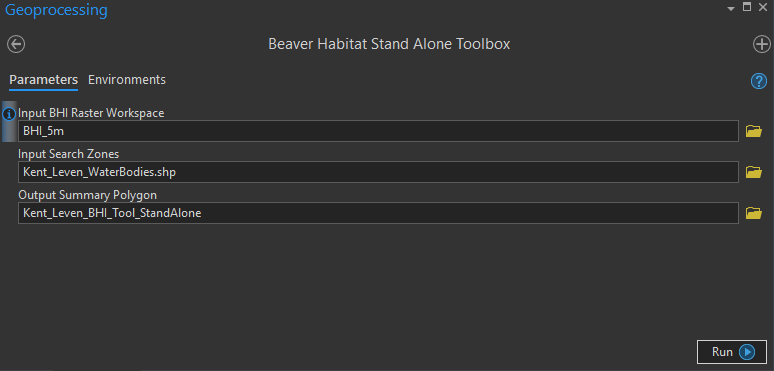 Geoprocessing
Beaver Habitat Stand Alone Toolbox
Parameters Environments
Input BHI Raster Workspace
BHI_5m
Input Search Zones
Kent_Leven_WaterBodies.shp
Output Summary Polygon
Kent_Leven_BHI_Tool_StandAlone
Run